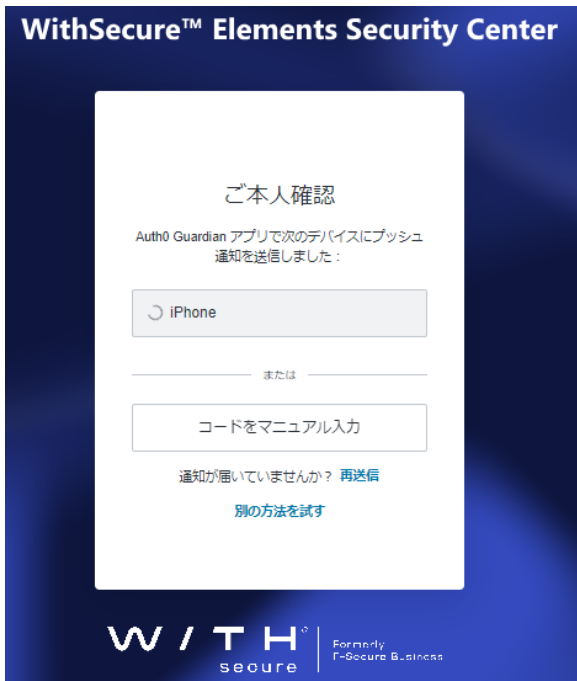 WithSecure™ Elements Security Center
ご本人確認
Auth0 Guardian アプリで次のデバイスにプッシュ
通知を送信しました：
iPhone
または
コードをマニュアル入力
通知が届いていませんか？ 再送信
別の方法を試す
W / T H®
secure
Formerly
F-Secure Business